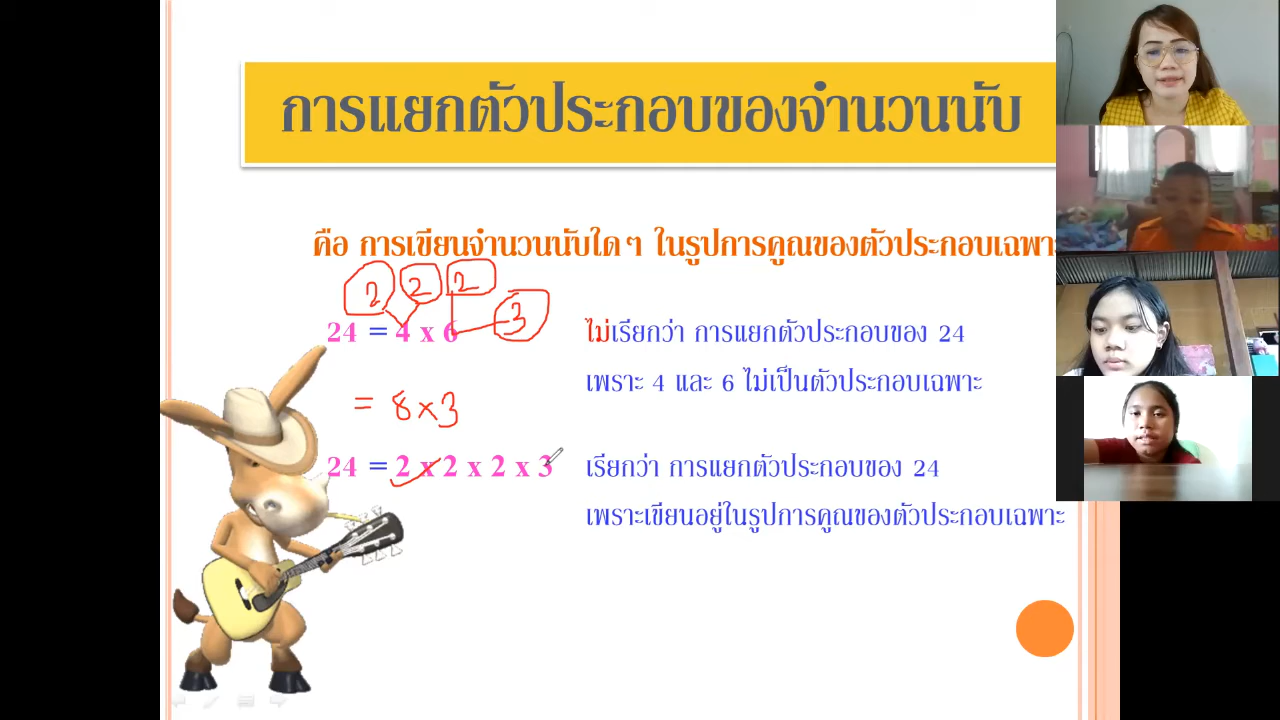 การแยกตัวประกอบของจำนวนนับ
คือ การเขียนจำนวนนับใดๆ ในรูปการคูณของตัวประกอบเฉพาะ
2 2 2
3
24 = 4 x 6 ไม่เรียกว่า การแยกตัวประกอบของ 24
เพราะ 4 และ 6 ไม่เป็นตัวประกอบเฉพาะ
= 8 x 3
24 = 2 x 2 x 2 x 3 เรียกว่า การแยกตัวประกอบของ 24
เพราะเขียนอยู่ในรูปการคูณของตัวประกอบเฉพาะ